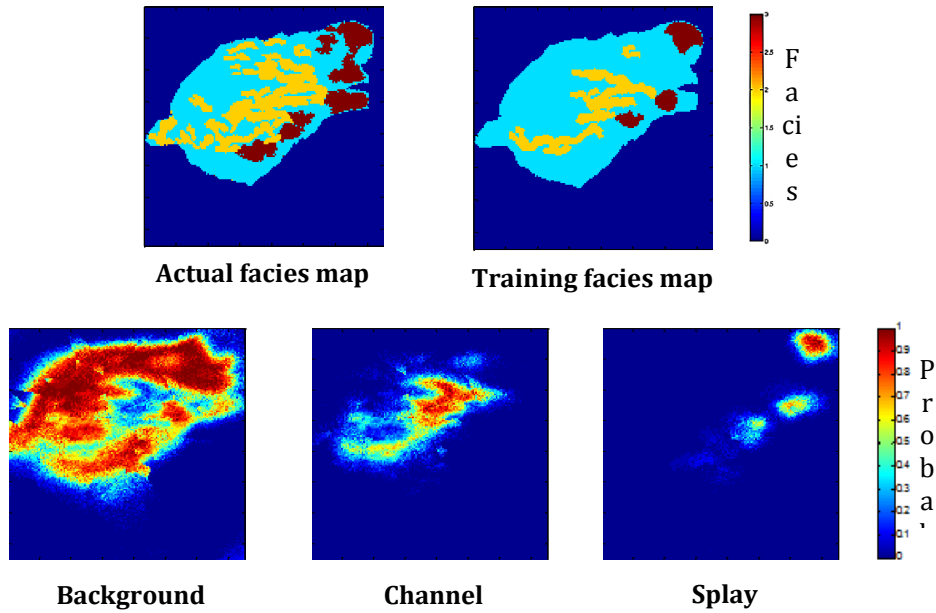 3
2.5
2
1.5
1
0.5
0
F
a
ci
e
s
Actual facies map
Training facies map
1
0.9
0.8
0.7
0.6
0.5
0.4
0.3
0.2
0.1
0
P
r
o
b
a
Background
Channel
Splay